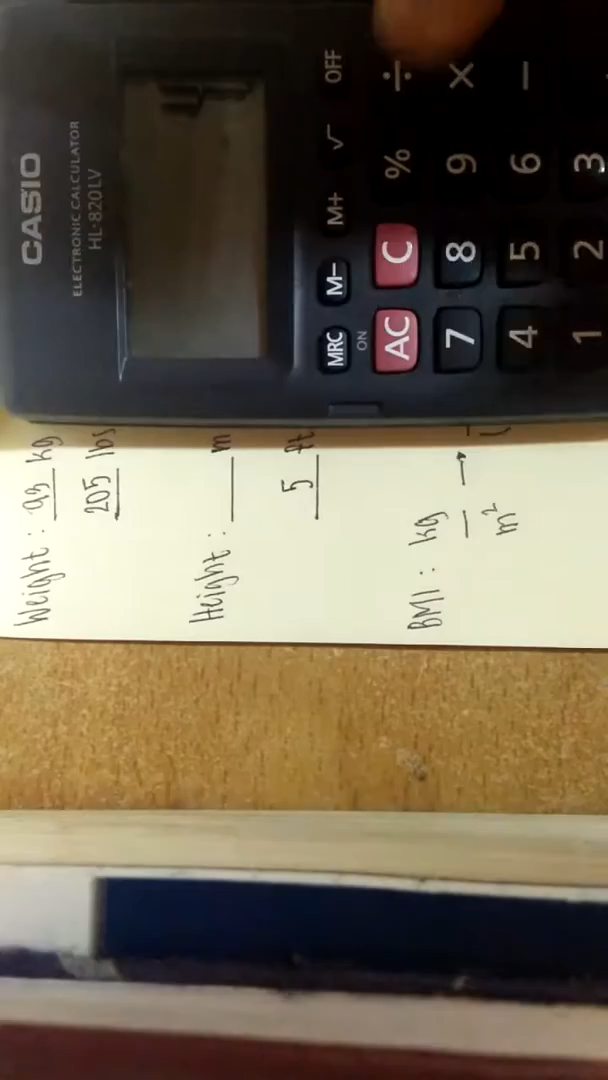 CASIO
ELECTRONIC CALCULATOR
HL-820LV
MRC M− M+ √ OFF
ON
AC C % ÷
7 8 9 ×
4 5 6 −
1 2 3
Weight : 93 kg
205 lbs
Height : ___ m
5 ft
BMI : kg →
m²